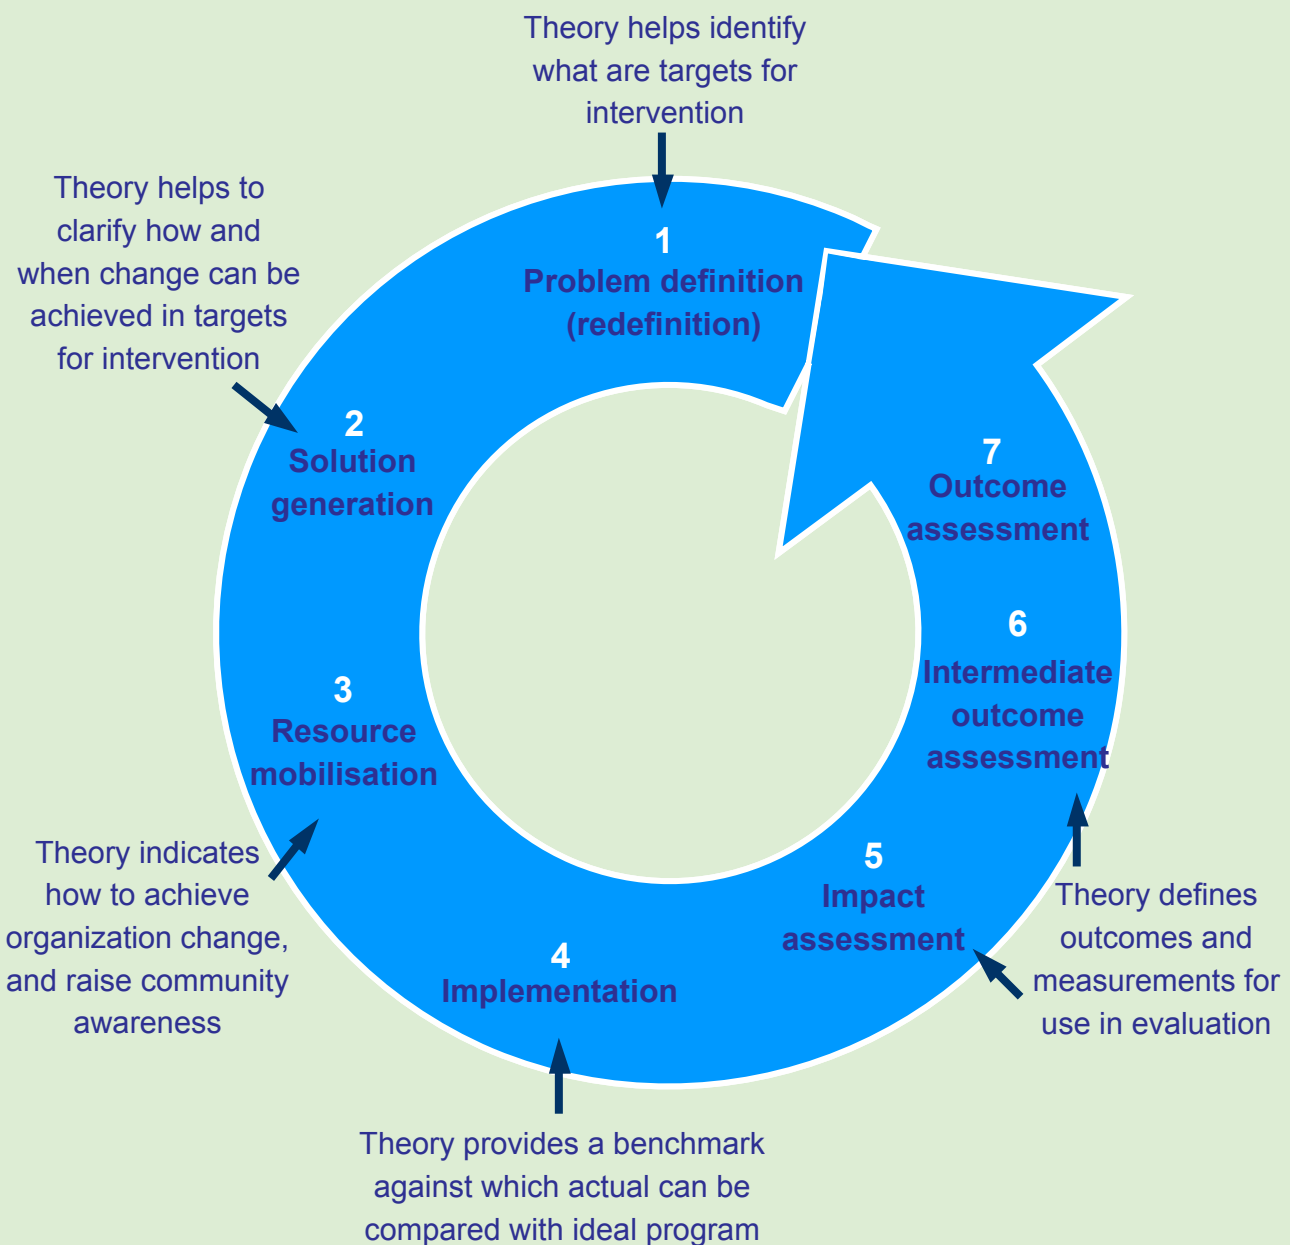 Theory helps identify
what are targets for
intervention
Theory helps to
clarify how and
when change can be
achieved in targets
for intervention
1
Problem definition
(redefinition)
2
Solution
generation
3
Resource
mobilisation
Theory indicates
how to achieve
organization change,
and raise community
awareness
4
Implementation
Theory provides a benchmark
against which actual can be
compared with ideal program
5
Impact
assessment
Theory defines
outcomes and
measurements for
use in evaluation
6
Intermediate
outcome
assessment
7
Outcome
assessment